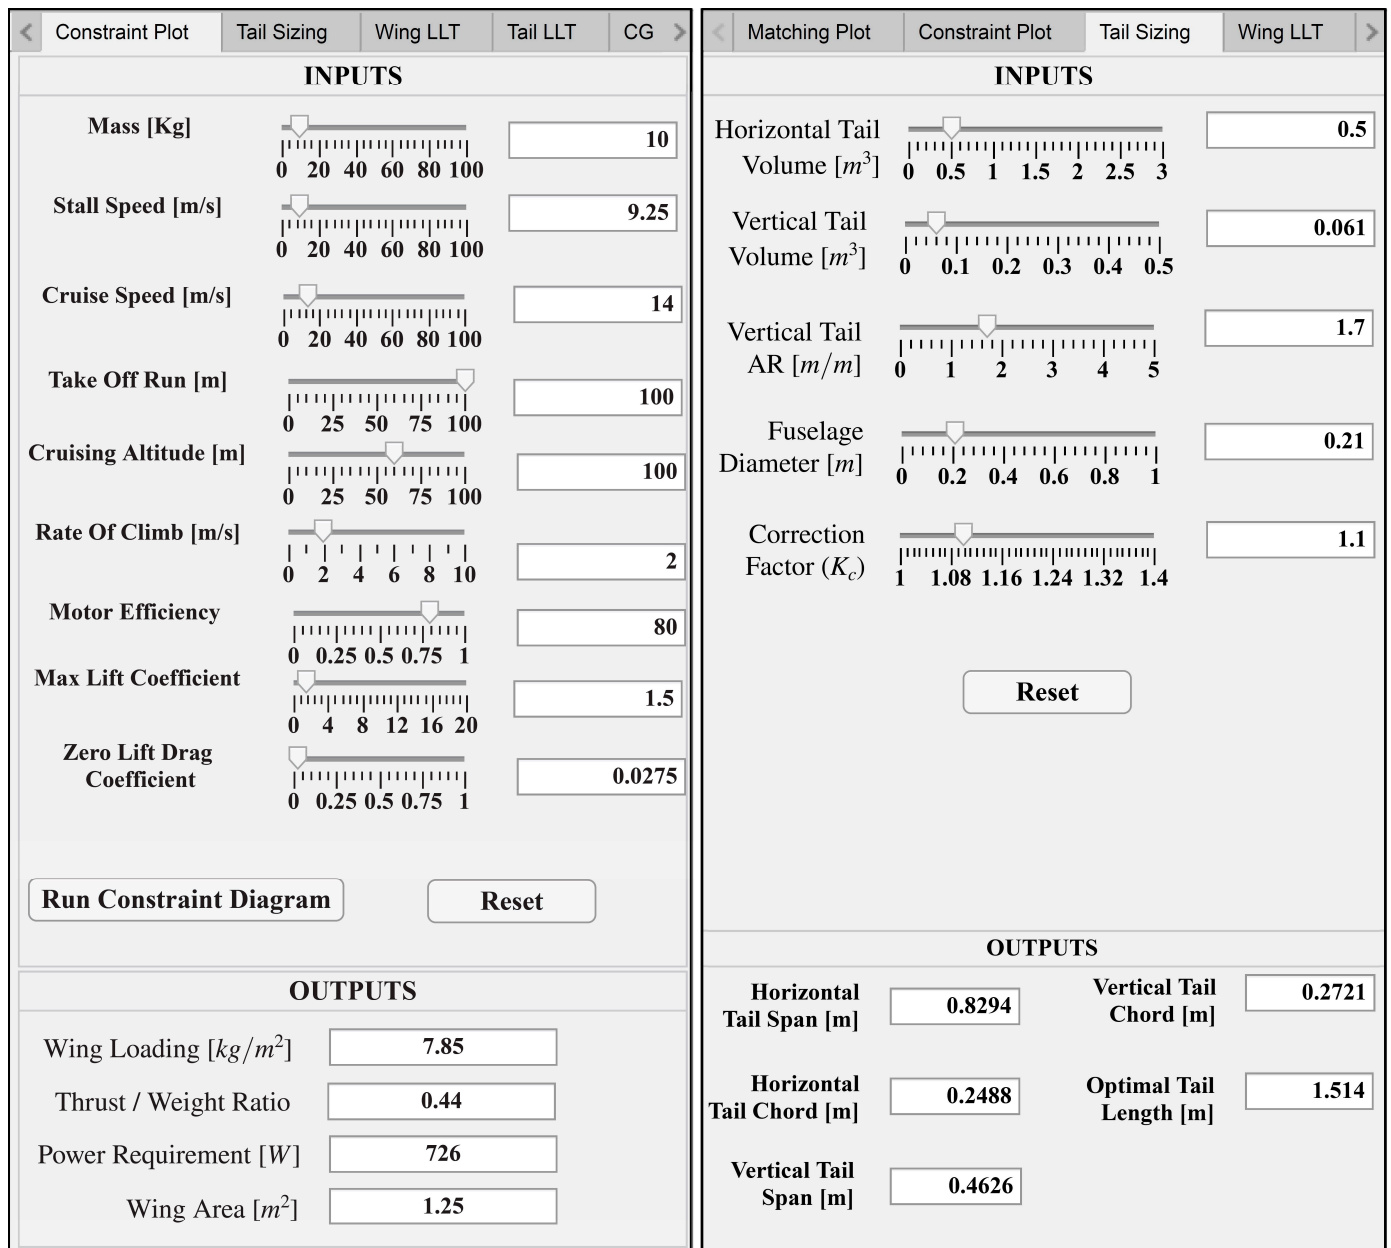 Constraint Plot Tail Sizing Wing LLT Tail LLT CG
INPUTS
Mass [Kg]
10
0 20 40 60 80 100
Stall Speed [m/s]
9.25
0 20 40 60 80 100
Cruise Speed [m/s]
14
0 20 40 60 80 100
Take Off Run [m]
100
0 25 50 75 100
Cruising Altitude [m]
100
0 25 50 75 100
Rate Of Climb [m/s]
2
0 2 4 6 8 10
Motor Efficiency
80
0 0.25 0.5 0.75 1
Max Lift Coefficient
1.5
0 4 8 12 16 20
Zero Lift Drag
Coefficient
0.0275
0 0.25 0.5 0.75 1
Run Constraint Diagram
Reset
OUTPUTS
Wing Loading [kg/m²] 7.85
Thrust / Weight Ratio 0.44
Power Requirement [W] 726
Wing Area [m²] 1.25
Matching Plot Constraint Plot Tail Sizing Wing LLT
INPUTS
Horizontal Tail
Volume [m³]
0.5
0 0.5 1 1.5 2 2.5 3
Vertical Tail
Volume [m³]
0.061
0 0.1 0.2 0.3 0.4 0.5
Vertical Tail
AR [m/m]
1.7
0 1 2 3 4 5
Fuselage
Diameter [m]
0.21
0 0.2 0.4 0.6 0.8 1
Correction
Factor (Kc)
1.1
1 1.08 1.16 1.24 1.32 1.4
Reset
OUTPUTS
Horizontal
Tail Span [m]
0.8294
Vertical Tail
Chord [m]
0.2721
Horizontal
Tail Chord [m]
0.2488
Optimal Tail
Length [m]
1.514
Vertical Tail
Span [m]
0.4626